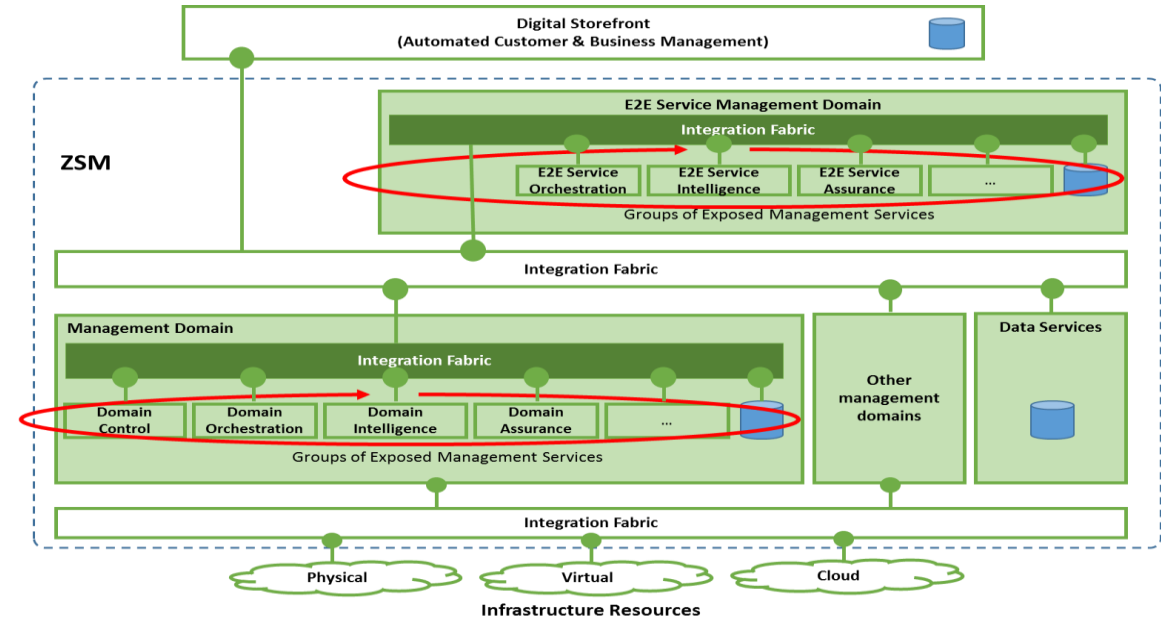 Digital Storefront
(Automated Customer & Business Management)
ZSM
E2E Service Management Domain
Integration Fabric
E2E Service
Orchestration
E2E Service
Intelligence
E2E Service
Assurance
...
Groups of Exposed Management Services
Integration Fabric
Management Domain
Integration Fabric
Domain
Control
Domain
Orchestration
Domain
Intelligence
Domain
Assurance
...
Groups of Exposed Management Services
Other
management
domains
Data Services
Integration Fabric
Physical
Virtual
Cloud
Infrastructure Resources